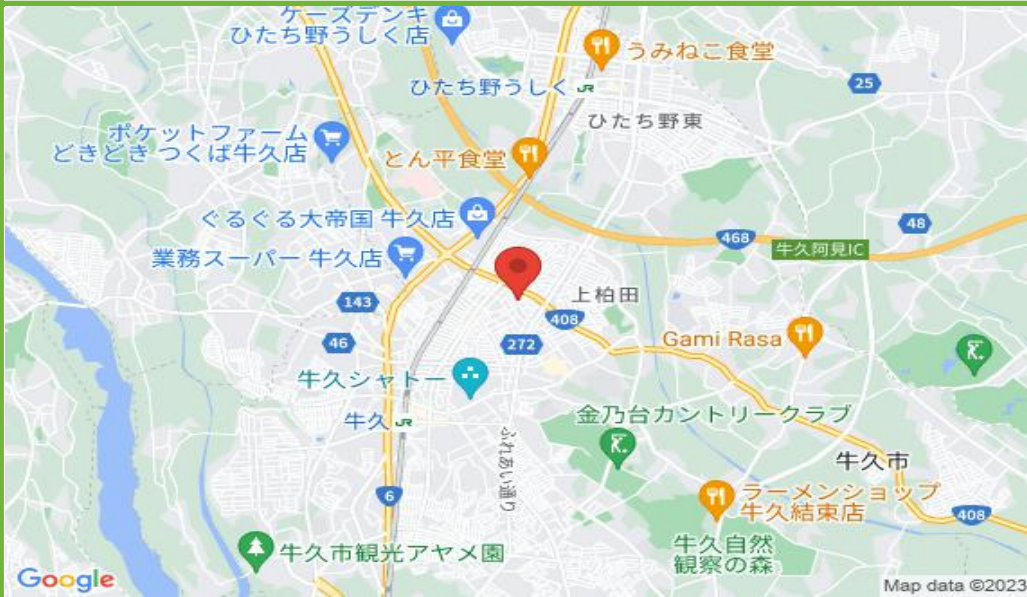 ケーズデンキ
ひたち野うしく店
うみねこ食堂
ひたち野うしく JR
25
ひたち野東
ポケットファーム
どきどき つくば牛久店
とん平食堂
ぐるぐる大帝国 牛久店
48
468
牛久阿見IC
業務スーパー 牛久店
143
上柏田
408
46
272
Gami Rasa
牛久シャトー
金乃台カントリークラブ
牛久 JR
ふれあい通り
牛久市
6
ラーメンショップ
牛久結束店
408
牛久市観光アヤメ園
牛久自然
観察の森
Google
Map data ©2023